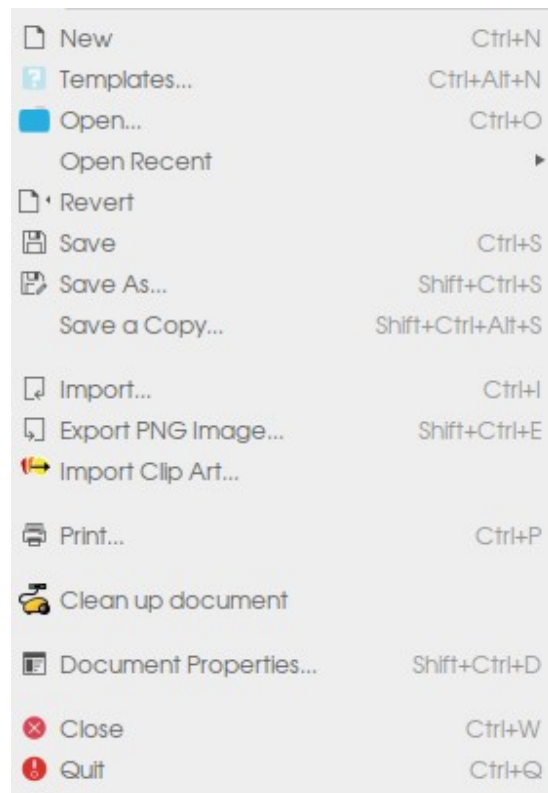 New Ctrl+N
Templates... Ctrl+Alt+N
Open... Ctrl+O
Open Recent
Revert
Save Ctrl+S
Save As... Shift+Ctrl+S
Save a Copy... Shift+Ctrl+Alt+S
Import... Ctrl+I
Export PNG Image... Shift+Ctrl+E
Import Clip Art...
Print... Ctrl+P
Clean up document
Document Properties... Shift+Ctrl+D
Close Ctrl+W
Quit Ctrl+Q